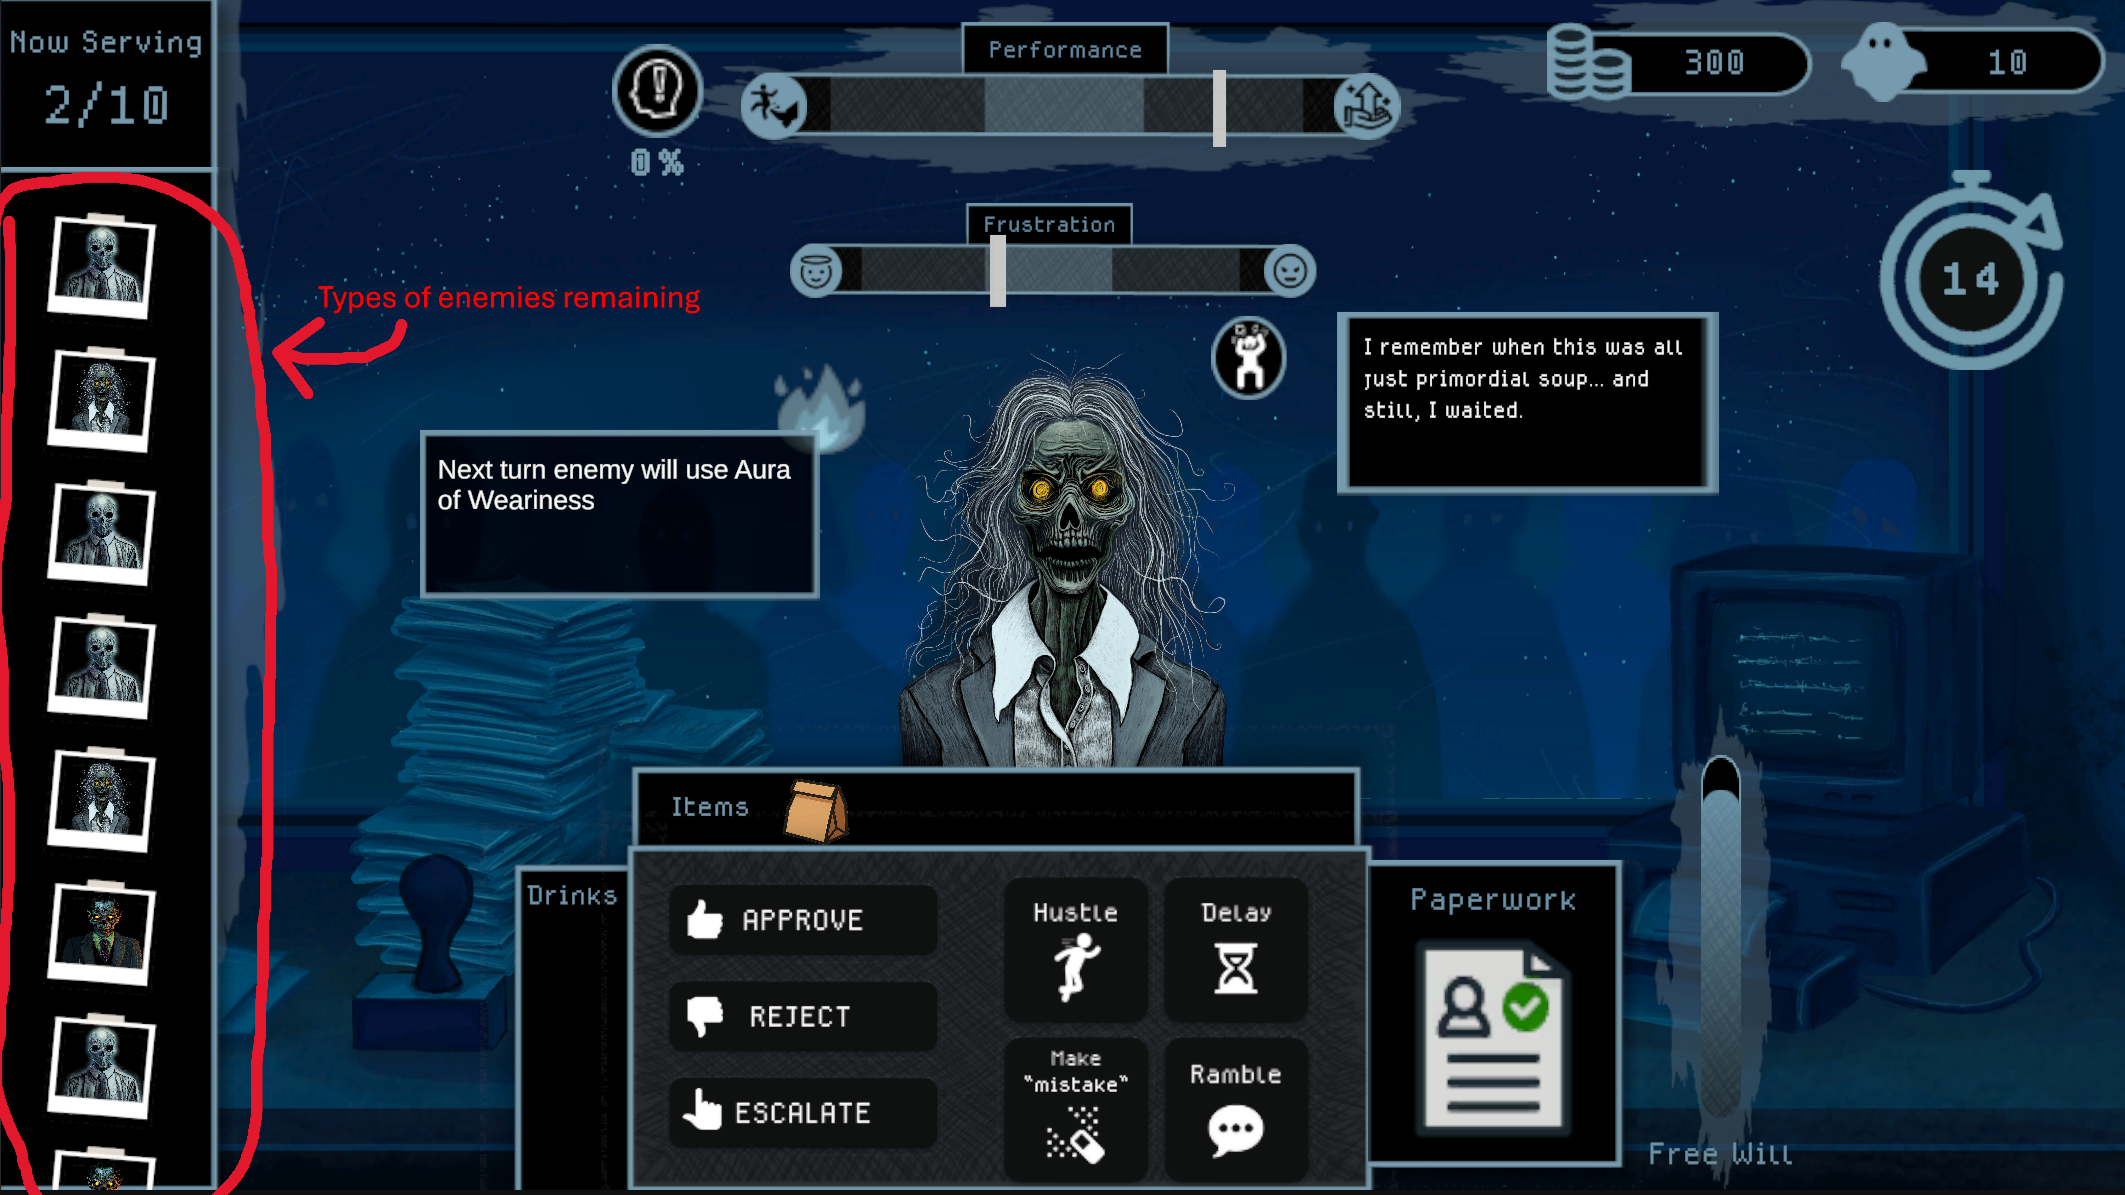 Now Serving
2/10
Performance
0 %
300
10
Frustration
14
Types of enemies remaining
I remember when this was all
just primordial soup... and
still, I waited.
Next turn enemy will use Aura
of Weariness
Items
Drinks
APPROVE
REJECT
ESCALATE
Hustle
Delay
Make
"mistake"
Ramble
Paperwork
Free Will